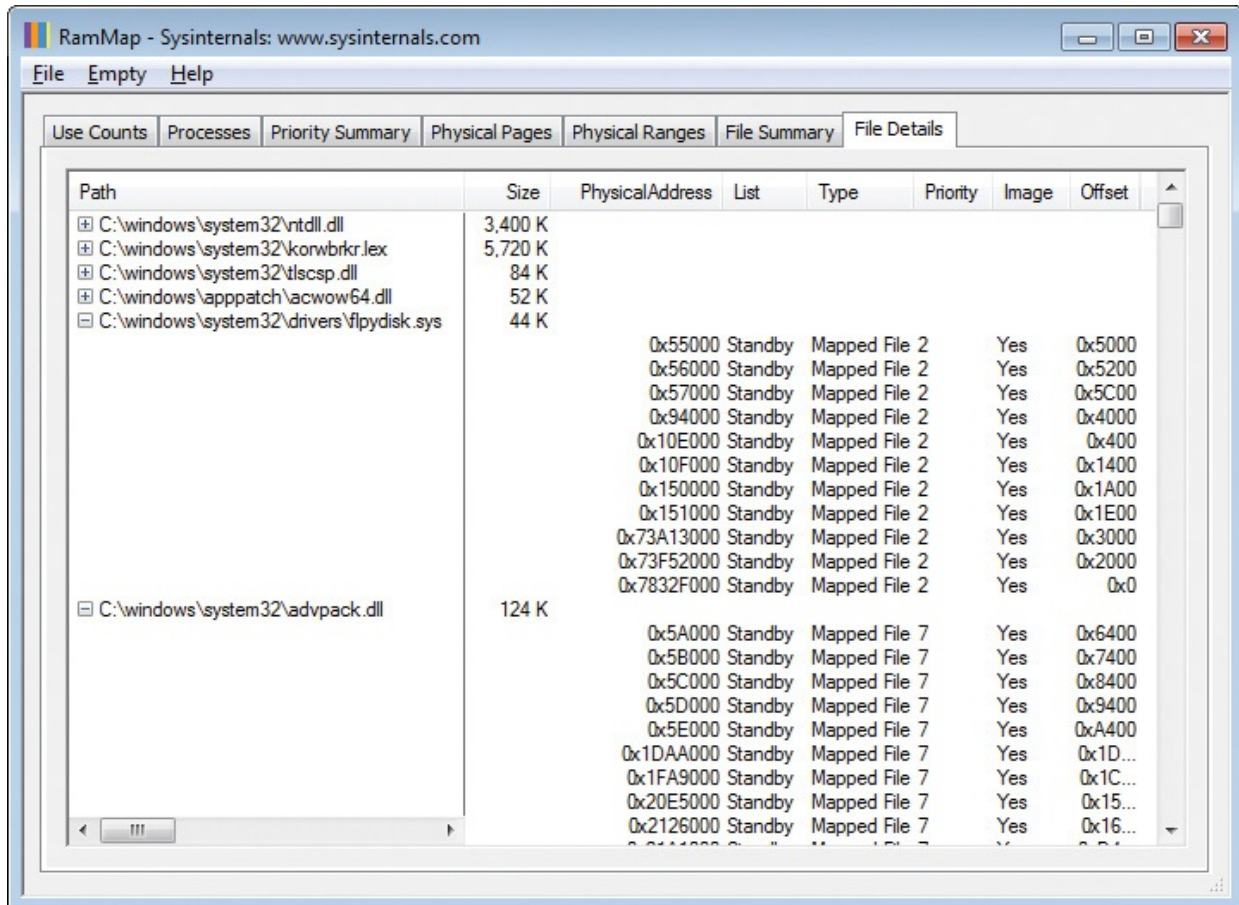 RamMap - Sysinternals: www.sysinternals.com
File Empty Help
Use Counts Processes Priority Summary Physical Pages Physical Ranges File Summary File Details
Path Size PhysicalAddress List Type Priority Image Offset
C:\windows\system32\ntdll.dll 3,400 K
C:\windows\system32\korwbrkr.lex 5,720 K
C:\windows\system32\tlscsp.dll 84 K
C:\windows\apppatch\acwow64.dll 52 K
C:\windows\system32\drivers\flpydisk.sys 44 K
0x55000 Standby Mapped File 2 Yes 0x5000
0x56000 Standby Mapped File 2 Yes 0x5200
0x57000 Standby Mapped File 2 Yes 0x5C00
0x94000 Standby Mapped File 2 Yes 0x4000
0x10E000 Standby Mapped File 2 Yes 0x400
0x10F000 Standby Mapped File 2 Yes 0x1400
0x150000 Standby Mapped File 2 Yes 0x1A00
0x151000 Standby Mapped File 2 Yes 0x1E00
0x73A13000 Standby Mapped File 2 Yes 0x3000
0x73F52000 Standby Mapped File 2 Yes 0x2000
0x7832F000 Standby Mapped File 2 Yes 0x0
C:\windows\system32\advpack.dll 124 K
0x5A000 Standby Mapped File 7 Yes 0x6400
0x5B000 Standby Mapped File 7 Yes 0x7400
0x5C000 Standby Mapped File 7 Yes 0x8400
0x5D000 Standby Mapped File 7 Yes 0x9400
0x5E000 Standby Mapped File 7 Yes 0xA400
0x1DAA000 Standby Mapped File 7 Yes 0x1D...
0x1FA9000 Standby Mapped File 7 Yes 0x1C...
0x20E5000 Standby Mapped File 7 Yes 0x15...
0x2126000 Standby Mapped File 7 Yes 0x16...